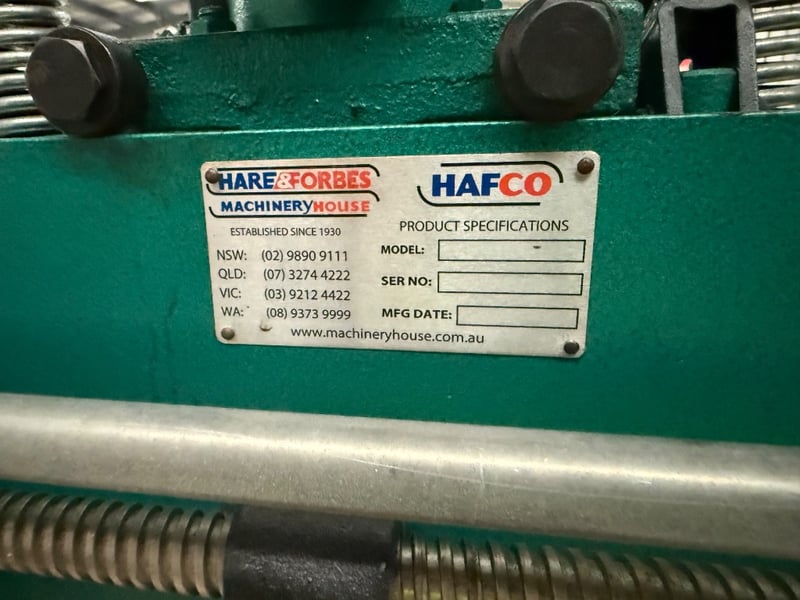 HARE&FORBES
MACHINERYHOUSE
ESTABLISHED SINCE 1930
NSW: (02) 9890 9111
QLD: (07) 3274 4222
VIC: (03) 9212 4422
WA: (08) 9373 9999
HAFCO
PRODUCT SPECIFICATIONS
MODEL:
SER NO:
MFG DATE:
www.machineryhouse.com.au